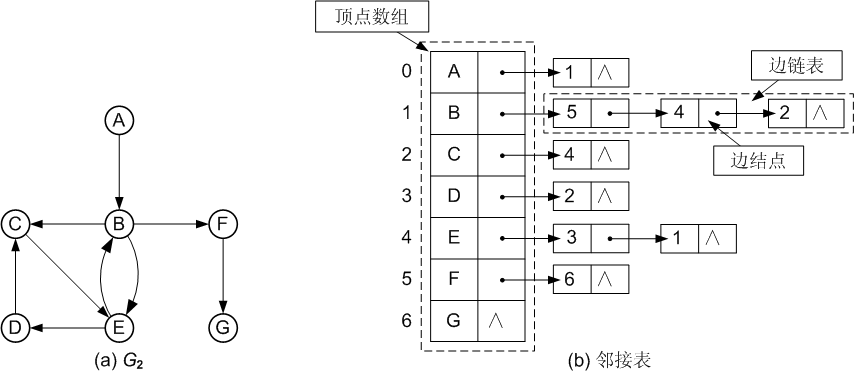 顶点数组
边链表
0 A 1 ∧
1 B 5 4 2 ∧
边结点
2 C 4 ∧
3 D 2 ∧
4 E 3 1 ∧
5 F 6 ∧
6 G ∧
A
C B F
D E G
(a) G2
(b) 邻接表